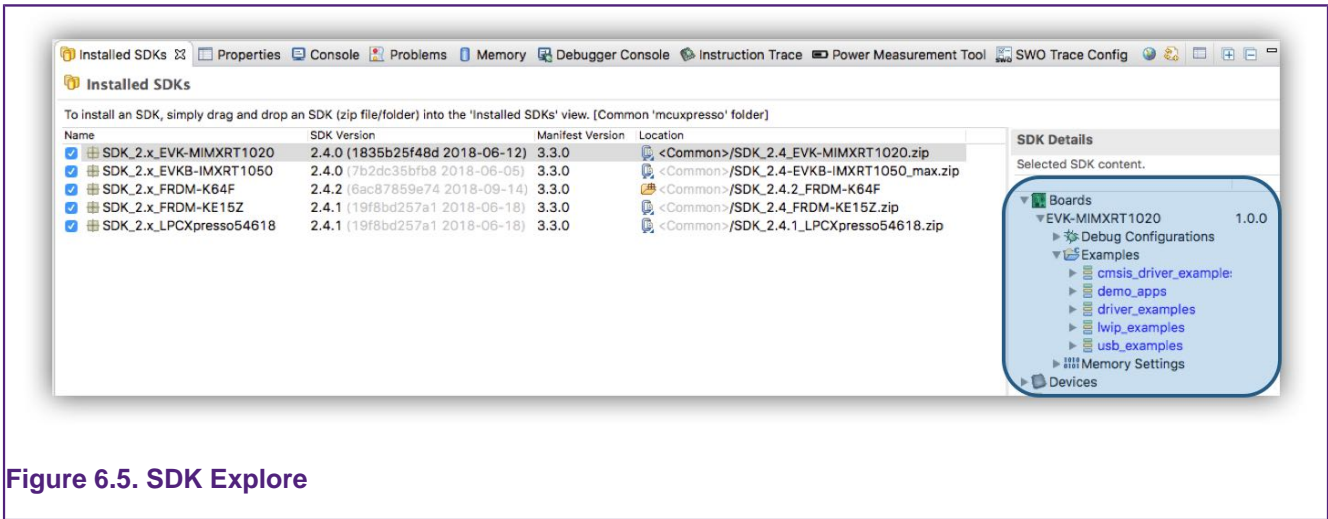 Installed SDKs Properties Console Problems Memory Debugger Console Instruction Trace Power Measurement Tool SWO Trace Config
Installed SDKs
To install an SDK, simply drag and drop an SDK (zip file/folder) into the 'Installed SDKs' view. [Common 'mcuxpresso' folder]
Name SDK Version Manifest Version Location
SDK_2.x_EVK-MIMXRT1020 2.4.0 (1835b25f48d 2018-06-12) 3.3.0 <Common>/SDK_2.4_EVK-MIMXRT1020.zip
SDK_2.x_EVKB-IMXRT1050 2.4.0 (7b2dc35bfb8 2018-06-05) 3.3.0 <Common>/SDK_2.4-EVKB-IMXRT1050_max.zip
SDK_2.x_FRDM-K64F 2.4.2 (6ac87859e74 2018-09-14) 3.3.0 <Common>/SDK_2.4.2_FRDM-K64F
SDK_2.x_FRDM-KE15Z 2.4.1 (19f8bd257a1 2018-06-18) 3.3.0 <Common>/SDK_2.4_FRDM-KE15Z.zip
SDK_2.x_LPCXpresso54618 2.4.1 (19f8bd257a1 2018-06-18) 3.3.0 <Common>/SDK_2.4.1_LPCXpresso54618.zip
SDK Details
Selected SDK content.
Boards
EVK-MIMXRT1020 1.0.0
Debug Configurations
Examples
cmsis_driver_example
demo_apps
driver_examples
lwip_examples
usb_examples
Memory Settings
Devices
Figure 6.5. SDK Explore